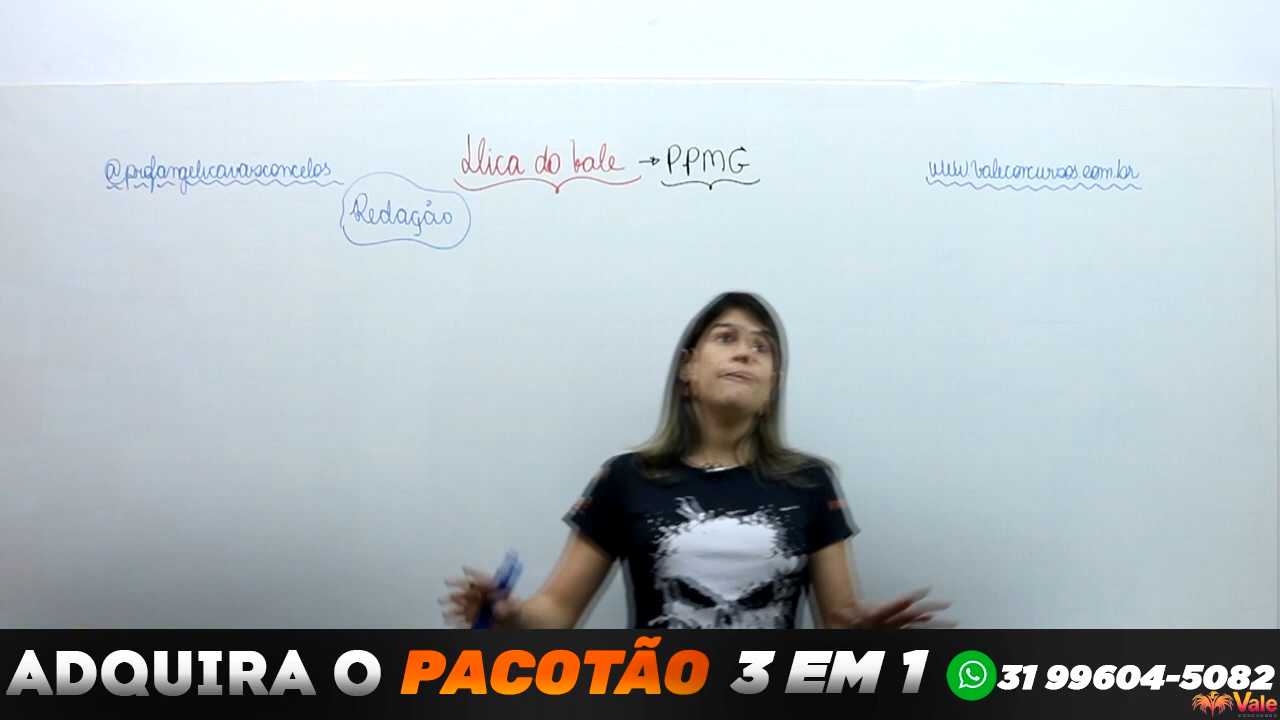 @profangelicavasconcelos
Dica do Vale → PPMG
www.valeconcursos.com.br
Redação
ADQUIRA O PACOTÃO 3 EM 1 31 99604-5082
Vale
CONCURSOS